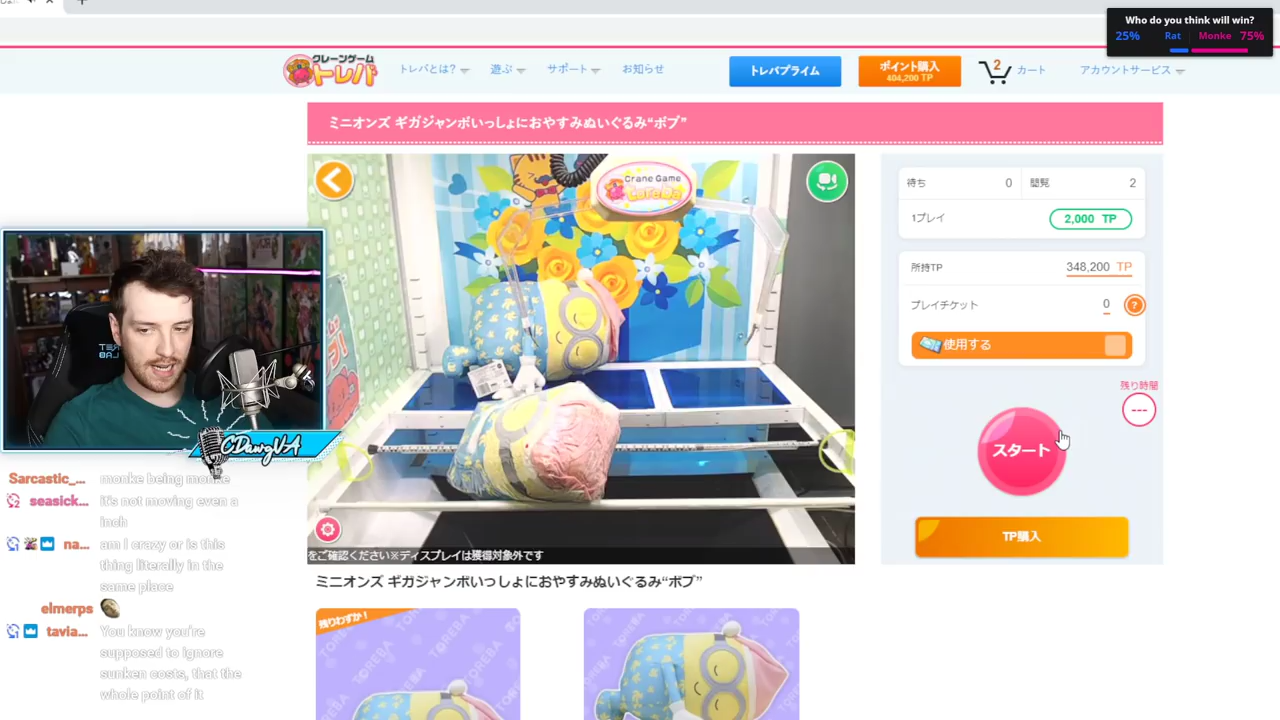 Who do you think will win?
25% Rat Monke 75%
クレーンゲーム
トレバ
トレバとは?
遊ぶ
サポート
お知らせ
トレバプライム
ポイント購入
404,200 TP
2
カート
アカウントサービス
ミニオンズ ギガジャンボいっしょにおやすみぬいぐるみ“ボブ”
Crane Game
Toreba
待ち 0 観覧 2
1プレイ 2,000 TP
所持TP 348,200 TP
プレイチケット 0 ?
使用する
残り時間
---
スタート
TP購入
をご確認ください※ディスプレイは獲得対象外です
ミニオンズ ギガジャンボいっしょにおやすみぬいぐるみ“ボブ”
残りわずか!
TOREBA
TOREBA
CDawgVA
Sarcastic_... monke being monke
seasick... it's not moving even a
inch
na... am I crazy or is this
thing literally in the
same place
elmerps
tavia... You know you're
supposed to ignore
sunken costs, that the
whole point of it